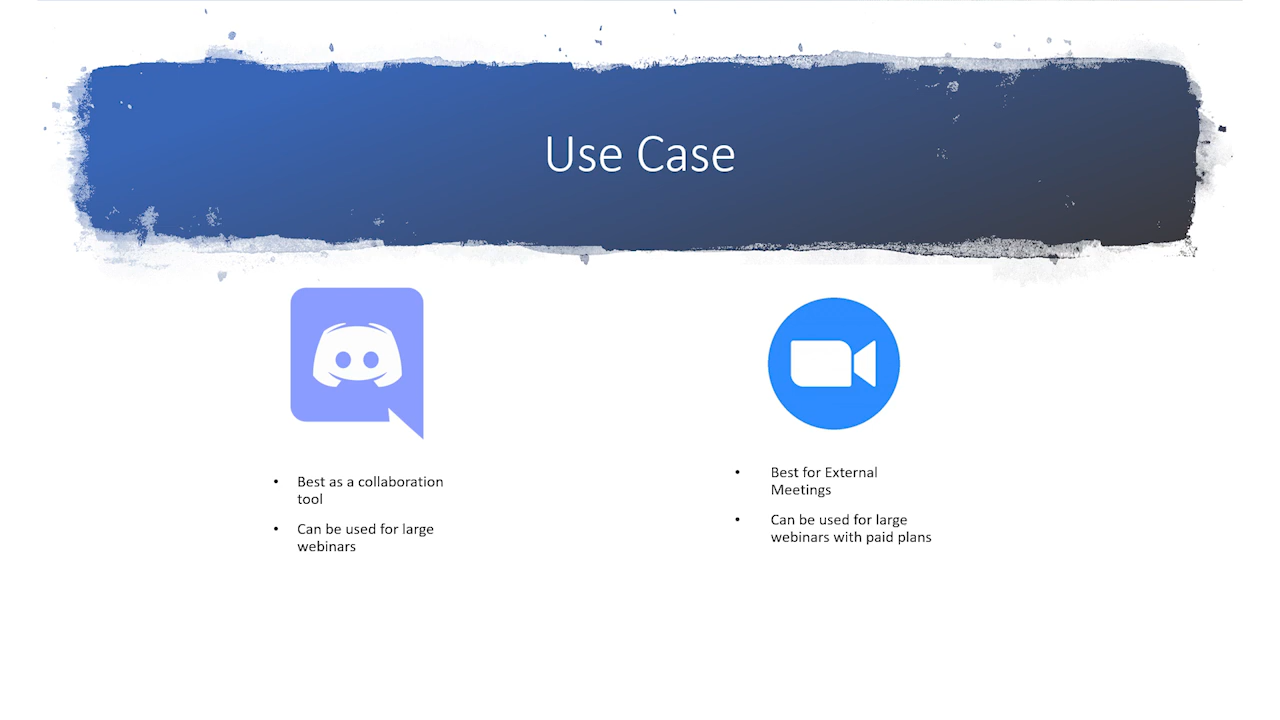 Use Case
• Best as a collaboration
tool
• Can be used for large
webinars
• Best for External
Meetings
• Can be used for large
webinars with paid plans